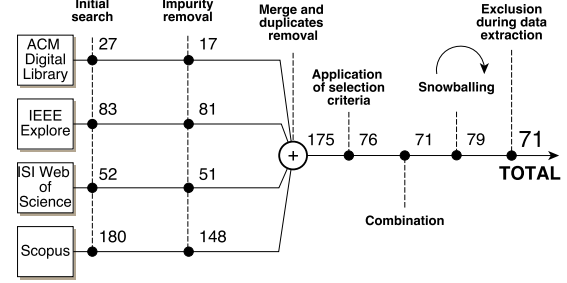 Initial
search
Impurity
removal
Merge and
duplicates
removal
Exclusion
during data
extraction
ACM
Digital
Library
27
17
Application
of selection
criteria
Snowballing
IEEE
Explore
83
81
175
76
71
79
71
TOTAL
ISI Web
of
Science
52
51
Combination
Scopus
180
148
+